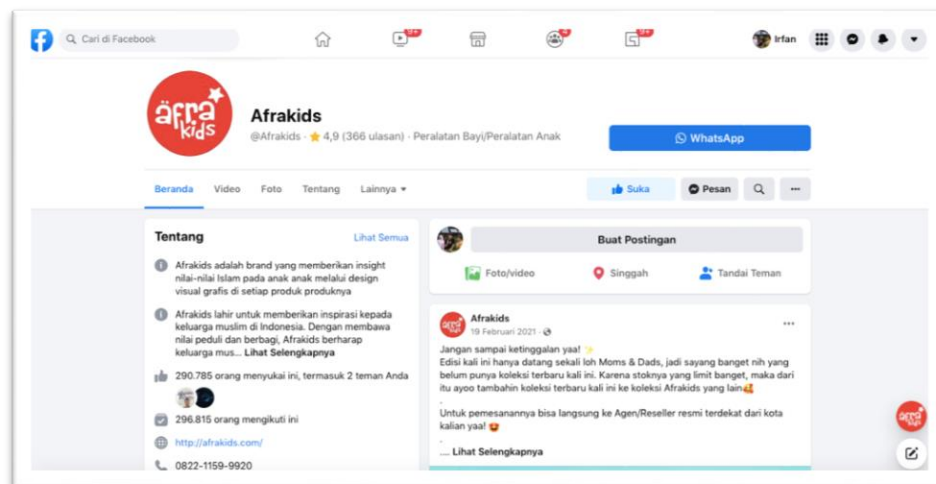 Cari di Facebook
9+
4
9+
Irfan
äfra kids
Afrakids
@Afrakids · 4,9 (366 ulasan) · Peralatan Bayi/Peralatan Anak
WhatsApp
Beranda Video Foto Tentang Lainnya
Suka
Pesan
Tentang
Lihat Semua
Afrakids adalah brand yang memberikan insight
nilai-nilai Islam pada anak anak melalui design
visual grafis di setiap produk produknya
Afrakids lahir untuk memberikan inspirasi kepada
keluarga muslim di Indonesia. Dengan membawa
nilai peduli dan berbagi, Afrakids berharap
keluarga mus... Lihat Selengkapnya
290.785 orang menyukai ini, termasuk 2 teman Anda
296.815 orang mengikuti ini
http://afrakids.com/
0822-1159-9920
Buat Postingan
Foto/video
Singgah
Tandai Teman
Afrakids
19 Februari 2021 ·
Jangan sampai ketinggalan yaa! ✨
Edisi kali ini hanya datang sekali loh Moms & Dads, jadi sayang banget nih yang
belum punya koleksi terbaru kali ini. Karena stoknya yang limit banget, maka dari
itu ayoo tambahin koleksi terbaru kali ini ke koleksi Afrakids yang lain🥰
.
Untuk pemesanannya bisa langsung ke Agen/Reseller resmi terdekat dari kota
kalian yaa! 😍
.
.... Lihat Selengkapnya
äfra kids